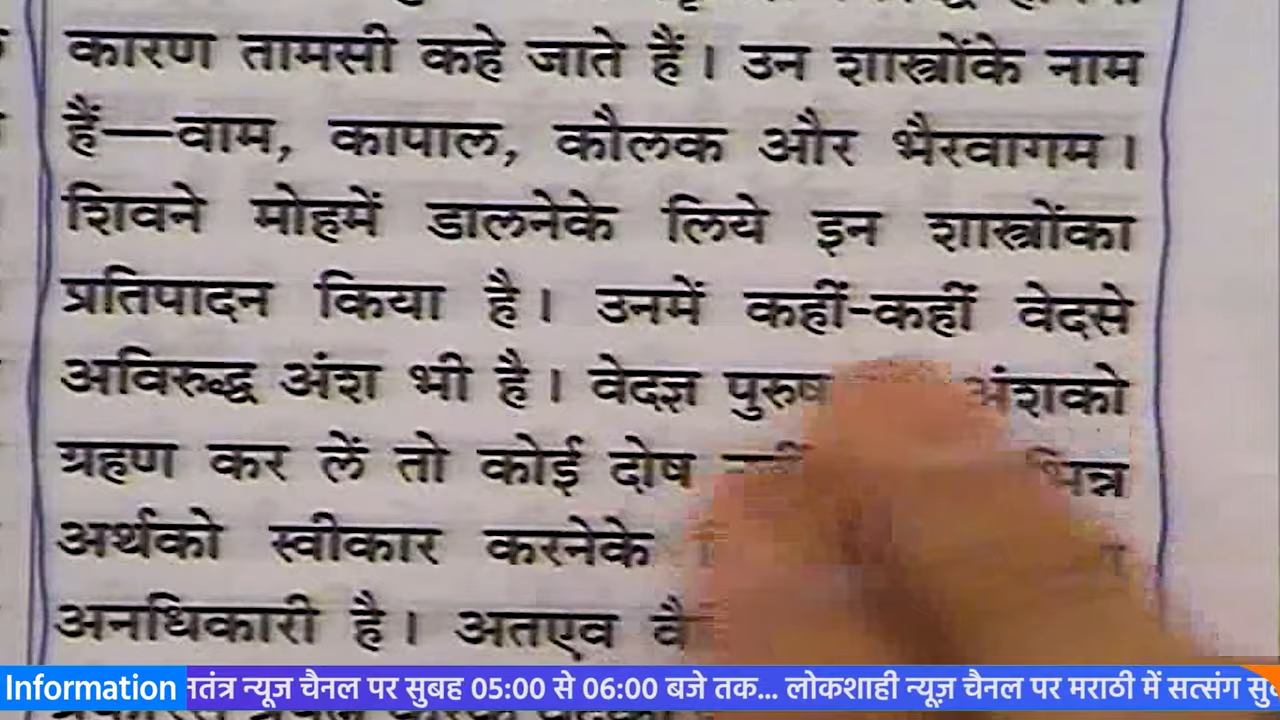 कारण तामसी कहे जाते हैं। उन शास्त्रोंके नाम
हैं—वाम, कापाल, कौलक और भैरवागम।
शिवने मोहमें डालनेके लिये इन शास्त्रोंका
प्रतिपादन किया है। उनमें कहीं-कहीं वेदसे
अविरुद्ध अंश भी है। वेदज्ञ पुरुष अंशको
ग्रहण कर लें तो कोई दोष
अर्थको स्वीकार करनेके
अनधिकारी है। अतएव
Information
न्यूज चैनल पर सुबह 05:00 से 06:00 बजे तक... लोकशाही न्यूज़ चैनल पर मराठी में सत्संग